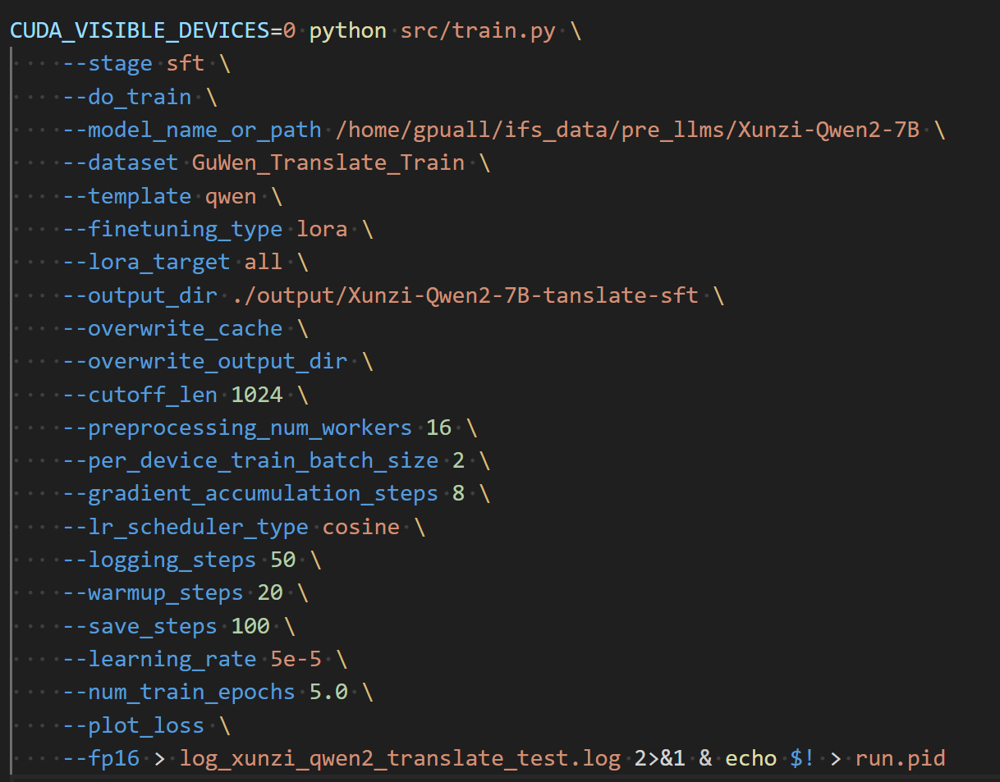 CUDA_VISIBLE_DEVICES=0 python src/train.py \
    --stage sft \
    --do_train \
    --model_name_or_path /home/gpuall/ifs_data/pre_llms/Xunzi-Qwen2-7B \
    --dataset GuWen_Translate_Train \
    --template qwen \
    --finetuning_type lora \
    --lora_target all \
    --output_dir ./output/Xunzi-Qwen2-7B-tanslate-sft \
    --overwrite_cache \
    --overwrite_output_dir \
    --cutoff_len 1024 \
    --preprocessing_num_workers 16 \
    --per_device_train_batch_size 2 \
    --gradient_accumulation_steps 8 \
    --lr_scheduler_type cosine \
    --logging_steps 50 \
    --warmup_steps 20 \
    --save_steps 100 \
    --learning_rate 5e-5 \
    --num_train_epochs 5.0 \
    --plot_loss \
    --fp16 > log_xunzi_qwen2_translate_test.log 2>&1 & echo $! > run.pid